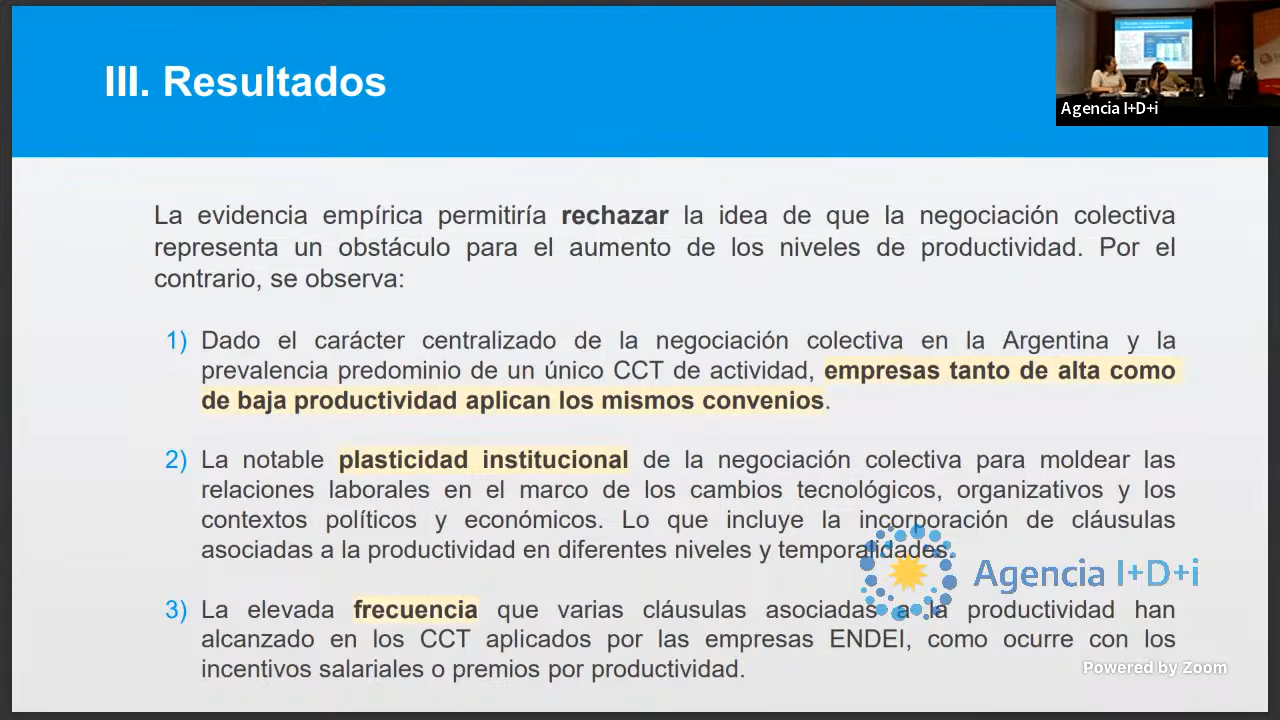 III. Resultados
Agencia I+D+i
La evidencia empírica permitiría rechazar la idea de que la negociación colectiva
representa un obstáculo para el aumento de los niveles de productividad. Por el
contrario, se observa:
1) Dado el carácter centralizado de la negociación colectiva en la Argentina y la
prevalencia predominio de un único CCT de actividad, empresas tanto de alta como
de baja productividad aplican los mismos convenios.
2) La notable plasticidad institucional de la negociación colectiva para moldear las
relaciones laborales en el marco de los cambios tecnológicos, organizativos y los
contextos políticos y económicos. Lo que incluye la incorporación de cláusulas
asociadas a la productividad en diferentes niveles y temporalidades.
Agencia I+D+i
3) La elevada frecuencia que varias cláusulas asociadas a la productividad han
alcanzado en los CCT aplicados por las empresas ENDEI, como ocurre con los
incentivos salariales o premios por productividad.
Powered by Zoom